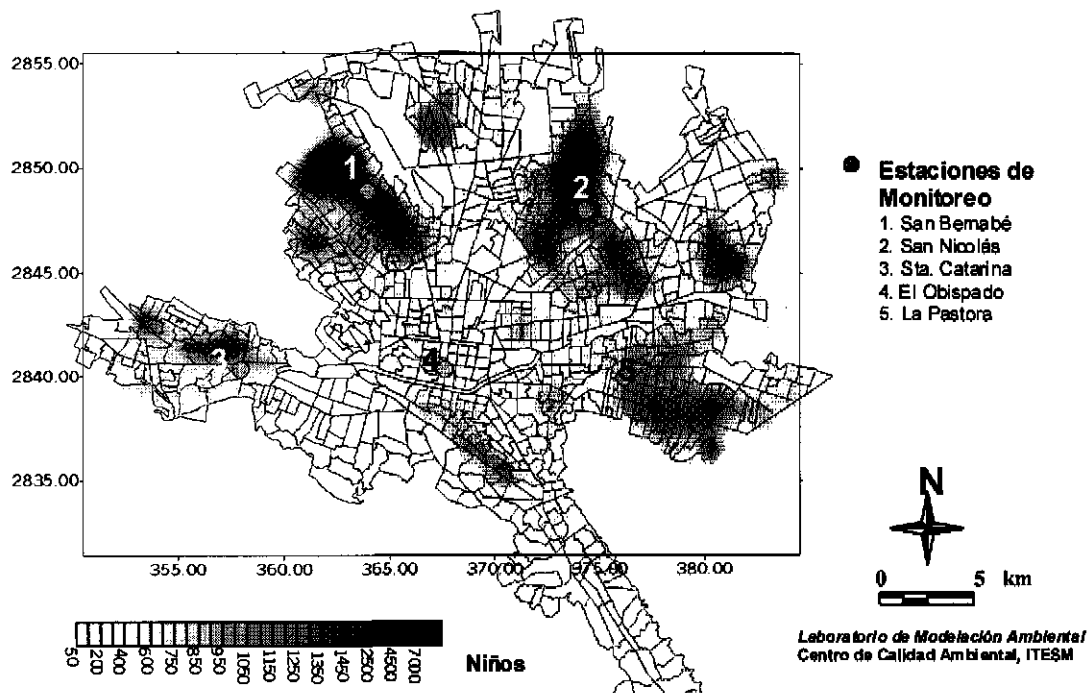 2855.00
2850.00
2845.00
2840.00
2835.00
355.00
360.00
365.00
370.00
375.00
380.00
1
2
3
4
5
Estaciones de
Monitoreo
1. San Bernabé
2. San Nicolás
3. Sta. Catarina
4. El Obispado
5. La Pastora
N
0 5 km
50 200 400 600 750 850 950 1050 1150 1350 1450 2500 4500 7000
Niños
Laboratorio de Modelación Ambiental
Centro de Calidad Ambiental, ITESM